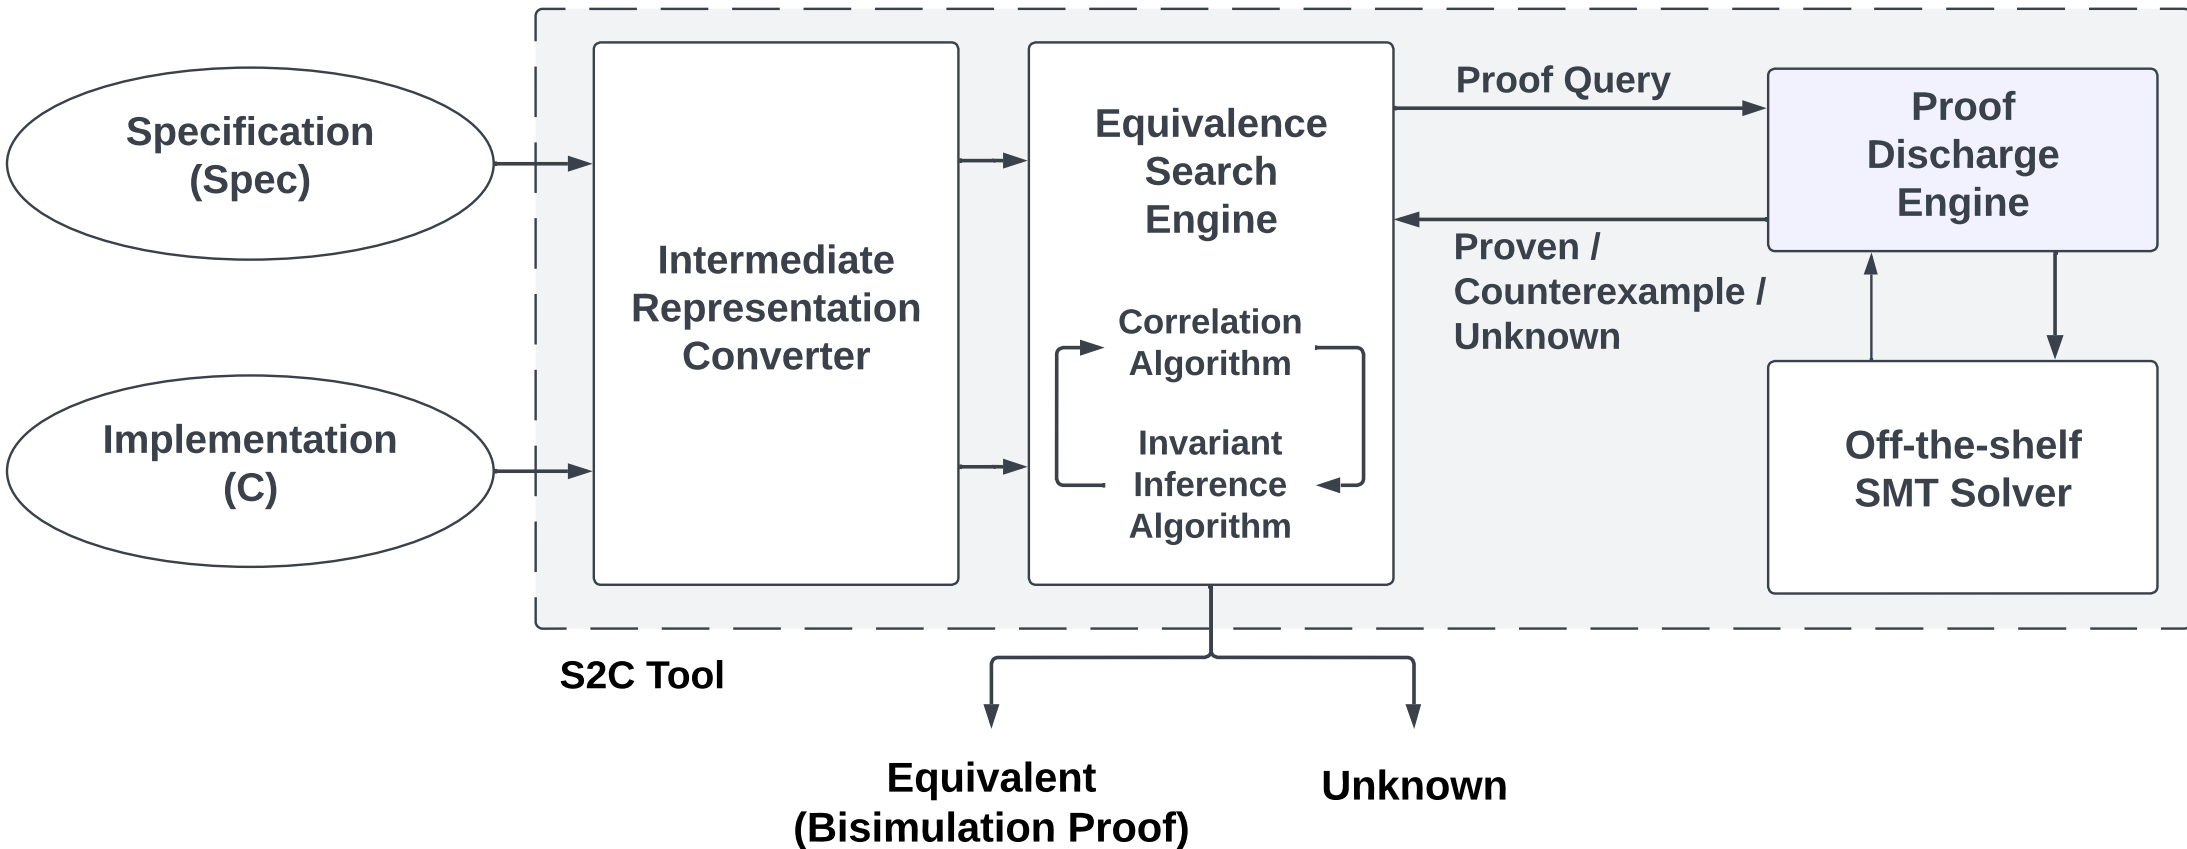 Specification
(Spec)
Implementation
(C)
Intermediate
Representation
Converter
Equivalence
Search
Engine
Correlation
Algorithm
Invariant
Inference
Algorithm
Proof Query
Proven /
Counterexample /
Unknown
Proof
Discharge
Engine
Off-the-shelf
SMT Solver
S2C Tool
Equivalent
(Bisimulation Proof)
Unknown